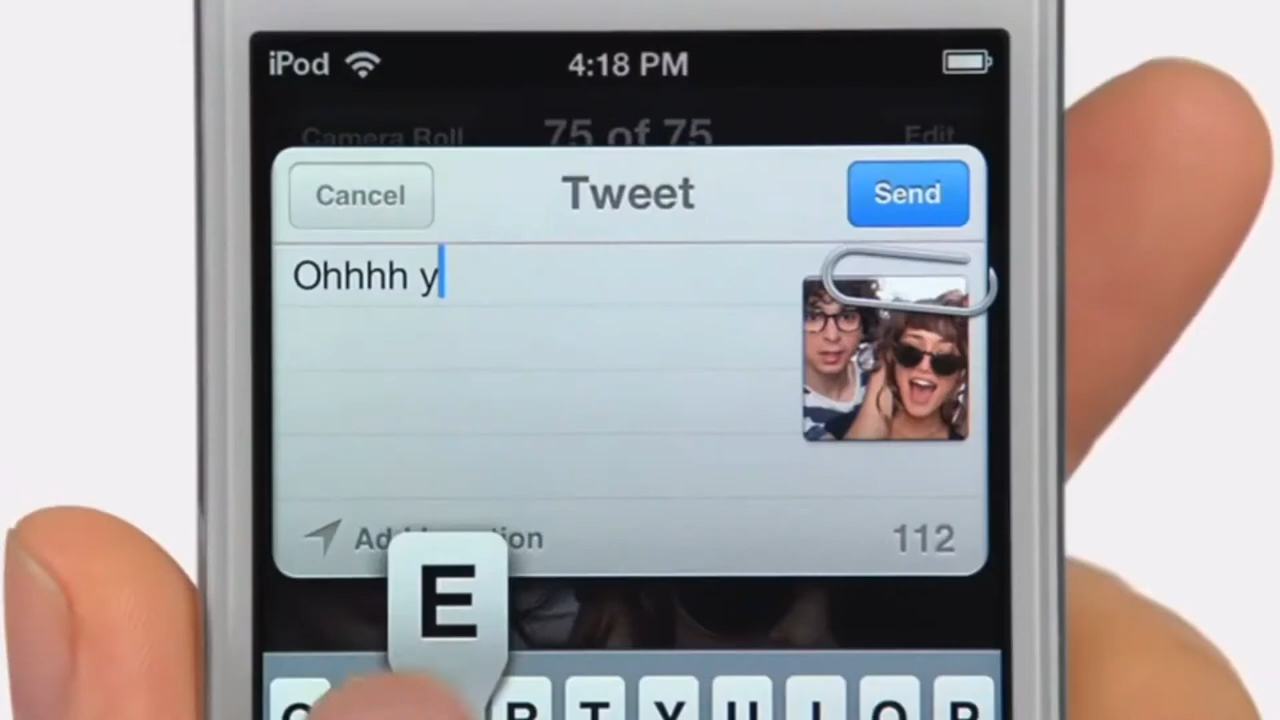 iPod 4:18 PM
Camera Roll 75 of 75 Edit
Cancel Tweet Send
Ohhhh y
112
E
R T Y U I O P